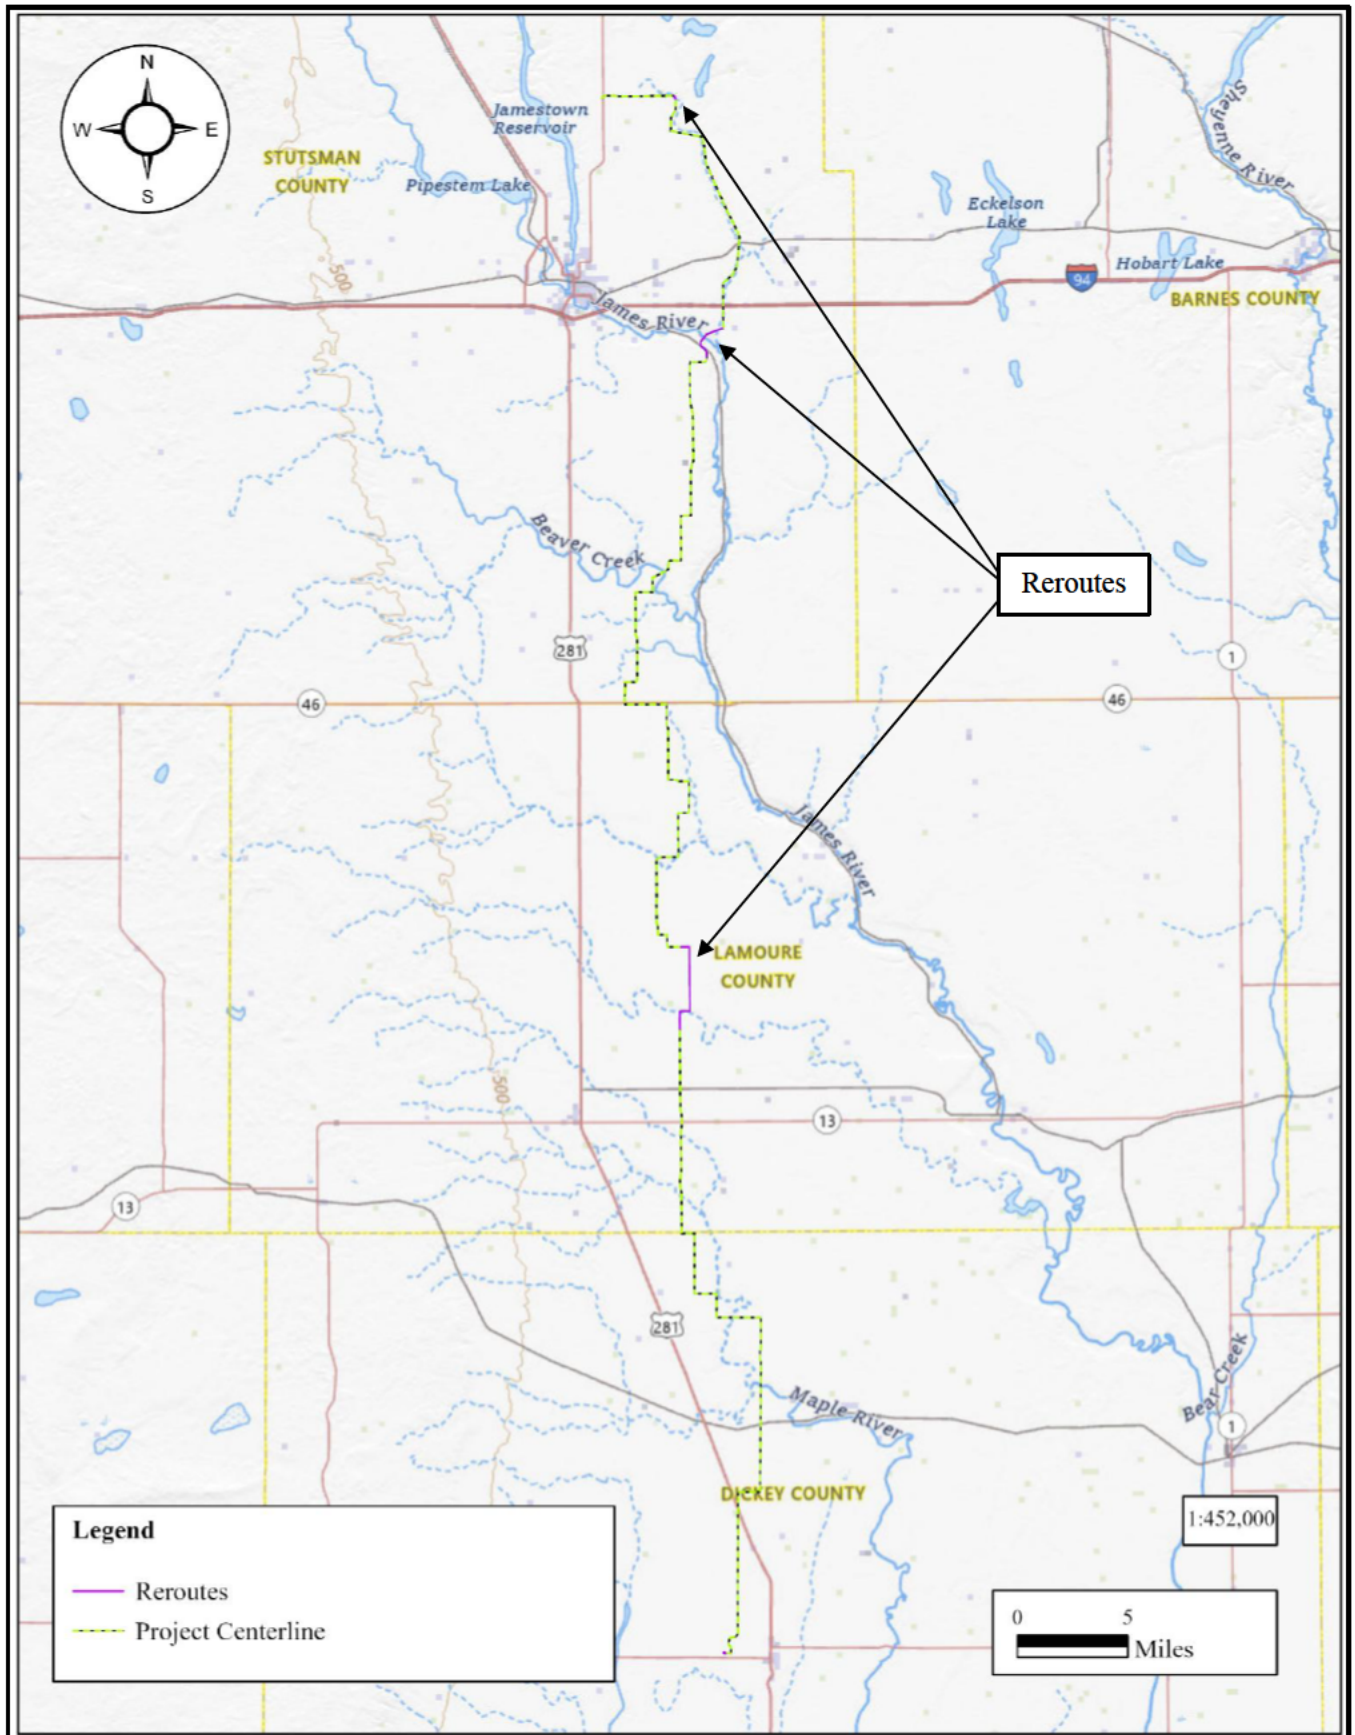 N
W
E
S
Jamestown
Reservoir
STUTSMAN
COUNTY
Pipestem Lake
Sheyenne River
Eckelson
Lake
500
94
Hobart Lake
BARNES COUNTY
James River
Beaver Creek
Reroutes
281
1
46
46
James River
LAMOURE
COUNTY
500
13
13
281
Maple River
Bear Creek
1
DICKEY COUNTY
1:452,000
Legend
Reroutes
Project Centerline
0 5
Miles